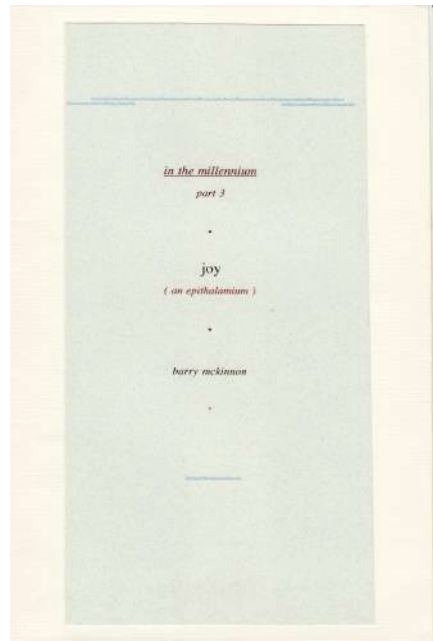 in the millennium
part 3
joy
( an epithalamium )
barry mckinnon